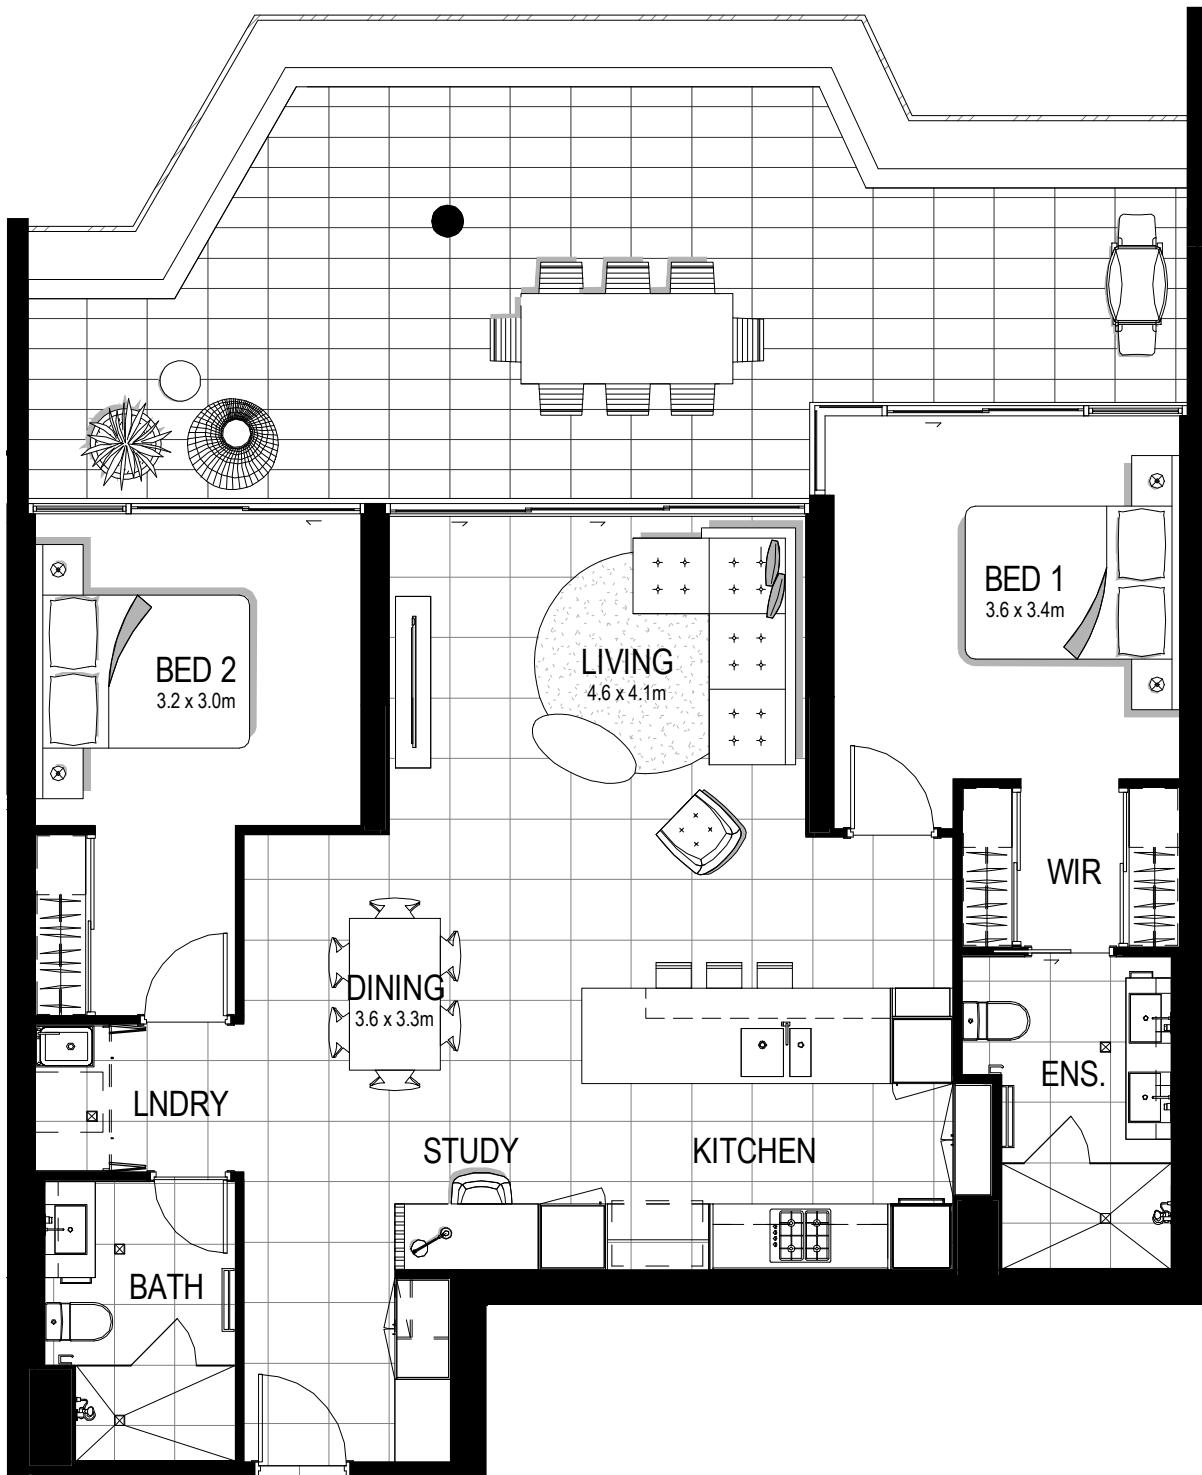 BED 1
3.6 x 3.4m
BED 2
3.2 x 3.0m
LIVING
4.6 x 4.1m
WIR
DINING
3.6 x 3.3m
ENS.
LNDRY
STUDY
KITCHEN
BATH